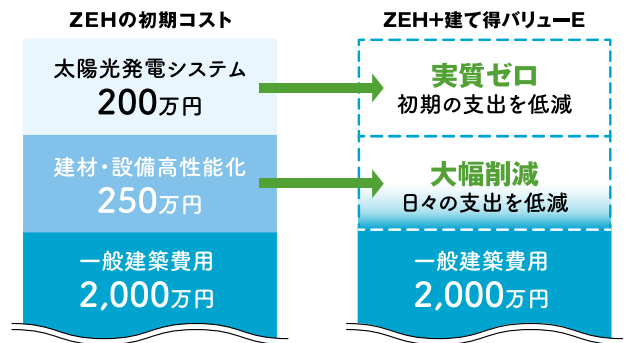 ZEHの初期コスト
太陽光発電システム
200万円
建材・設備高性能化
250万円
一般建築費用
2,000万円
ZEH+建て得バリューE
実質ゼロ
初期の支出を低減
大幅削減
日々の支出を低減
一般建築費用
2,000万円